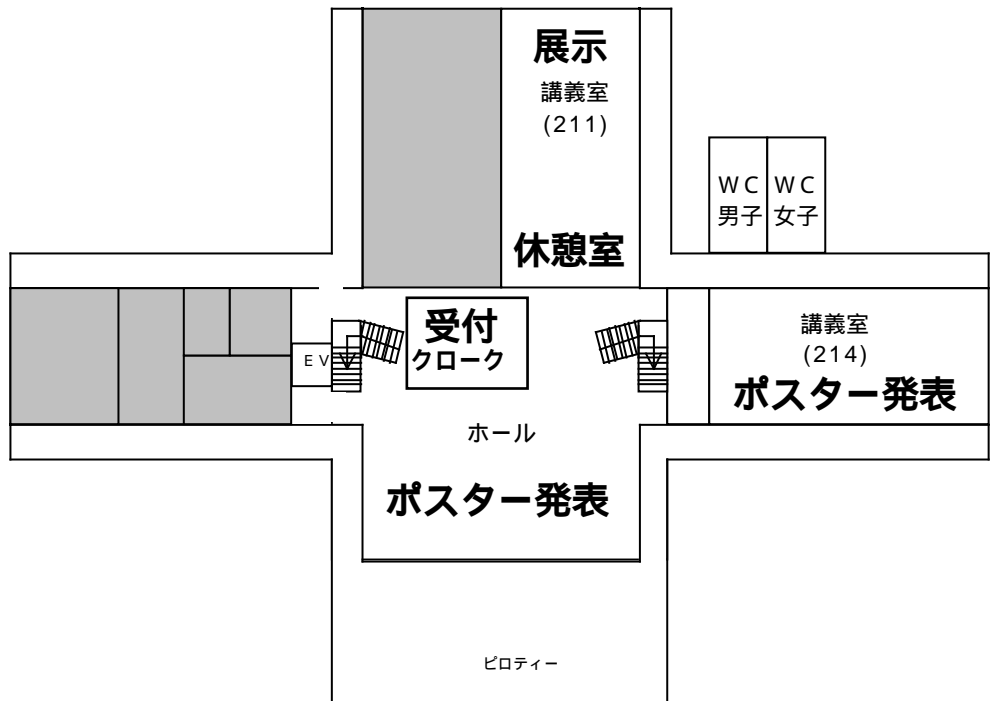 展示
講義室
(211)
休憩室
ＷＣ
男子
ＷＣ
女子
受付
クローク
ＥＶ
講義室
(214)
ポスター発表
ホール
ポスター発表
ピロティー